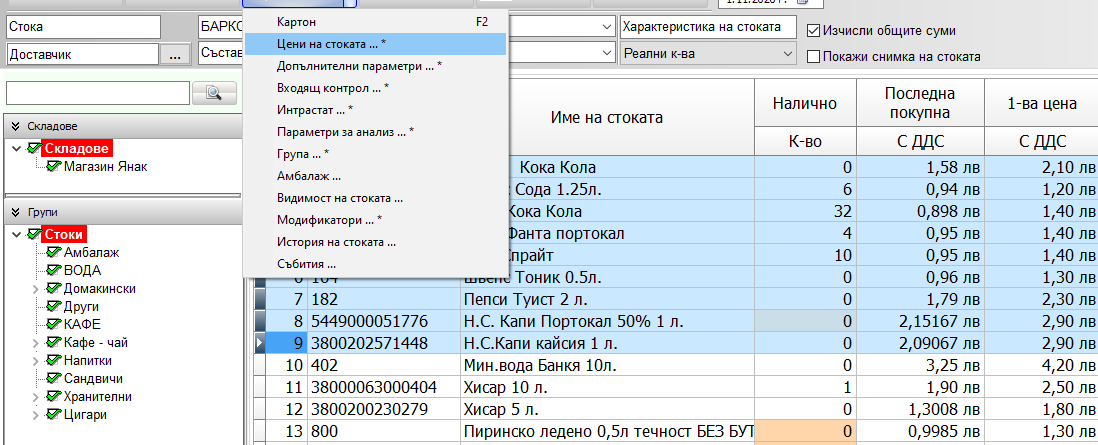 1.11.2020 г.
Стока
БАРКО
Картон F2
Цени на стоката ... *
Допълнителни параметри ... *
Входящ контрол ... *
Интрастат ... *
Параметри за анализ ... *
Група ... *
Амбалаж ...
Видимост на стоката ...
Модификатори ... *
История на стоката ...
Събития ...
Характеристика на стоката
Изчисли общите суми
Доставчик ...
Състав
Реални к-ва
Покажи снимка на стоката
Складове
Складове
Магазин Янак
Групи
Стоки
Амбалаж
ВОДА
Домакински
Други
КАФЕ
Кафе - чай
Напитки
Сандвичи
Хранителни
Цигари
Име на стоката Налично Последна покупна 1-ва цена
К-во С ДДС С ДДС
Кока Кола 0 1,58 лв 2,10 лв
Сода 1.25л. 6 0,94 лв 1,20 лв
Кока Кола 32 0,898 лв 1,40 лв
Фанта портокал 4 0,95 лв 1,40 лв
Спрайт 10 0,95 лв 1,40 лв
6 164 Швепс Тоник 0.5л. 0 0,96 лв 1,30 лв
7 182 Пепси Туист 2 л. 0 1,79 лв 2,30 лв
8 5449000051776 Н.С. Капи Портокал 50% 1 л. 0 2,15167 лв 2,90 лв
9 3800202571448 Н.С.Капи кайсия 1 л. 0 2,09067 лв 2,90 лв
10 402 Мин.вода Банкя 10л. 0 3,25 лв 4,20 лв
11 38000063000404 Хисар 10 л. 1 1,90 лв 2,50 лв
12 3800200230279 Хисар 5 л. 0 1,3008 лв 1,80 лв
13 800 Пиринско ледено 0,5л течност БЕЗ БУТ 0 0,9985 лв 1,30 лв